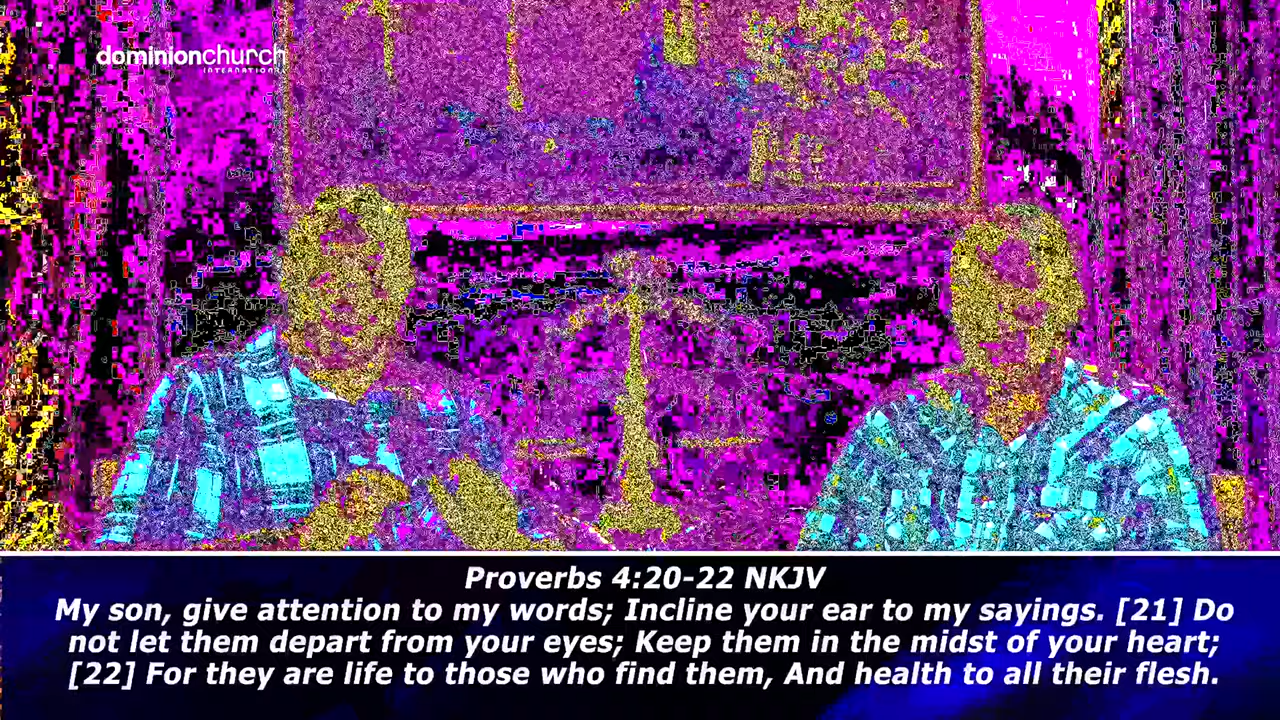 dominionchurch
INTERNATIONAL
Proverbs 4:20-22 NKJV
My son, give attention to my words; Incline your ear to my sayings. [21] Do
not let them depart from your eyes; Keep them in the midst of your heart;
[22] For they are life to those who find them, And health to all their flesh.